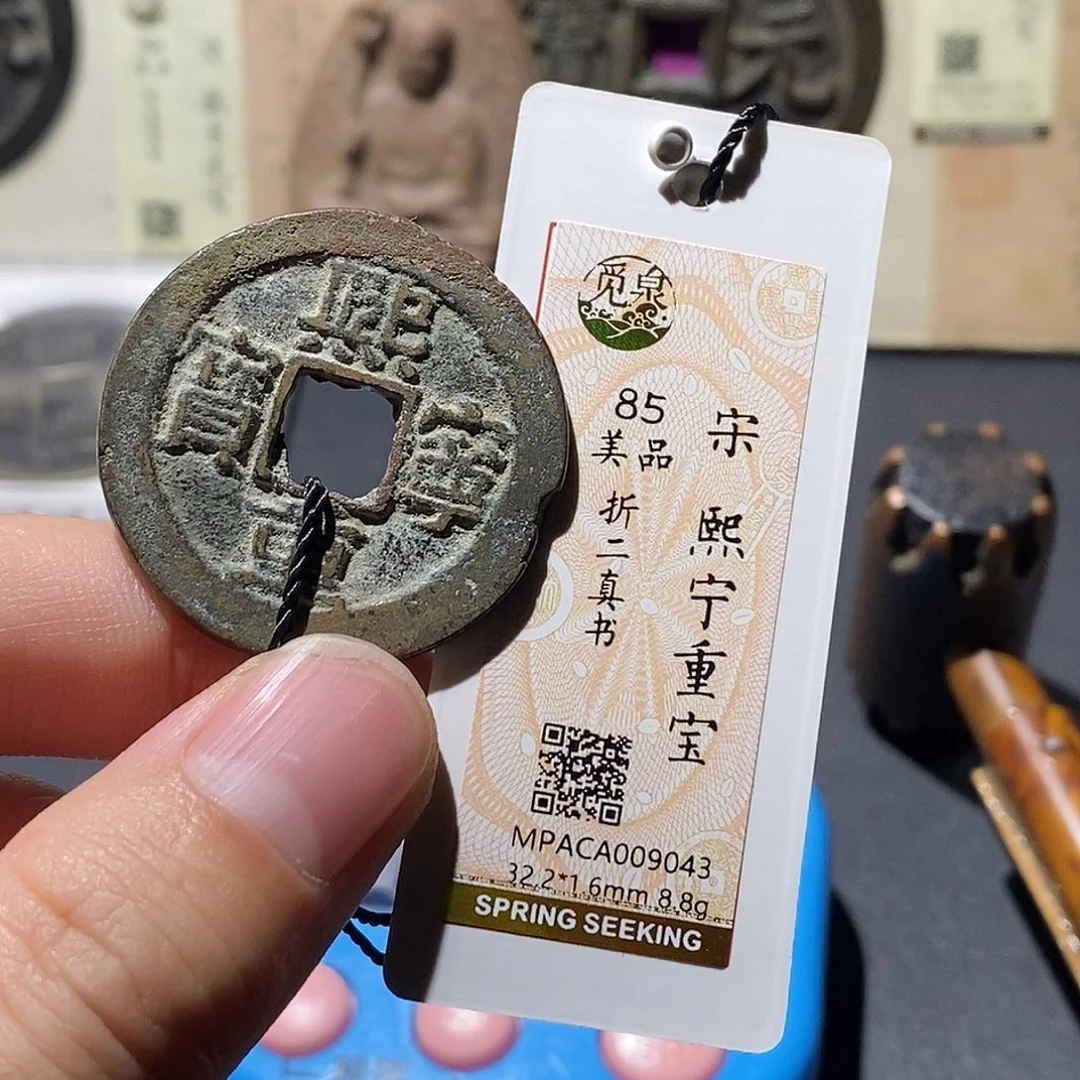 熙寧重寳
觅泉
宋 熙宁重宝
85
美品
折二真书
MPACA009043
32.2*1.6mm 8.8g
SPRING SEEKING